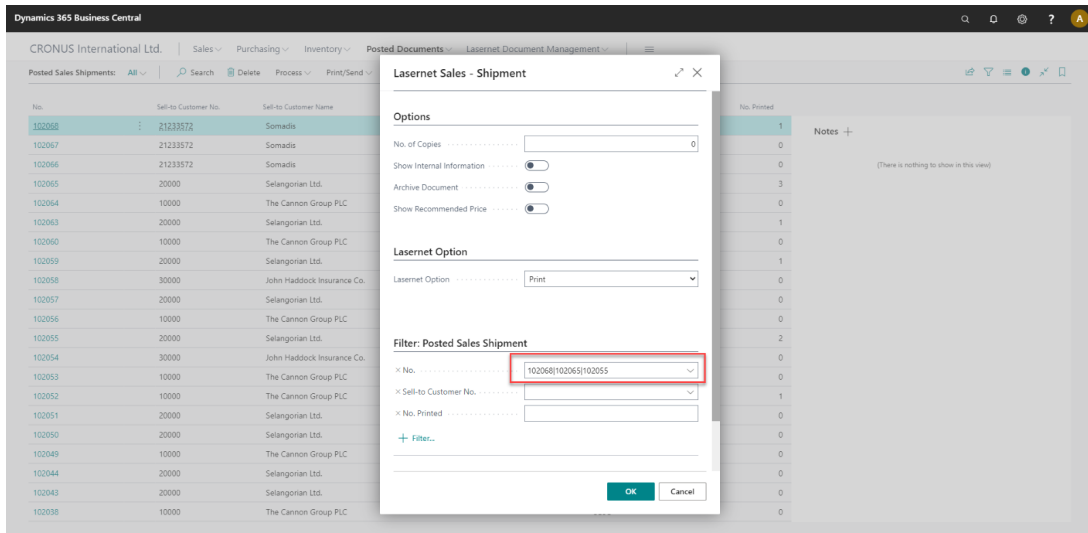 Dynamics 365 Business Central
?
A
CRONUS International Ltd.
Sales
Purchasing
Inventory
Posted Documents
Lasernet Document Management
Posted Sales Shipments: All
Search
Delete
Process
Print/Send
No.
Sell-to Customer No.
Sell-to Customer Name
No. Printed
102068 21233572 Somadis 1
102067 21233572 Somadis 0
102066 21233572 Somadis 0
102065 20000 Selangorian Ltd. 3
102064 10000 The Cannon Group PLC 0
102063 20000 Selangorian Ltd. 1
102060 10000 The Cannon Group PLC 0
102059 20000 Selangorian Ltd. 1
102058 30000 John Haddock Insurance Co. 0
102057 20000 Selangorian Ltd. 0
102056 10000 The Cannon Group PLC 0
102055 20000 Selangorian Ltd. 2
102054 30000 John Haddock Insurance Co. 0
102053 10000 The Cannon Group PLC 0
102052 10000 The Cannon Group PLC 1
102051 20000 Selangorian Ltd. 0
102050 20000 Selangorian Ltd. 0
102049 10000 The Cannon Group PLC 0
102044 20000 Selangorian Ltd. 0
102043 20000 Selangorian Ltd. 0
102038 10000 The Cannon Group PLC 0
Lasernet Sales - Shipment
Options
No. of Copies 0
Show Internal Information
Archive Document
Show Recommended Price
Lasernet Option
Lasernet Option Print
Filter: Posted Sales Shipment
× No. 102068|102065|102055
× Sell-to Customer No.
× No. Printed
+ Filter...
OK
Cancel
Notes +
(There is nothing to show in this view)